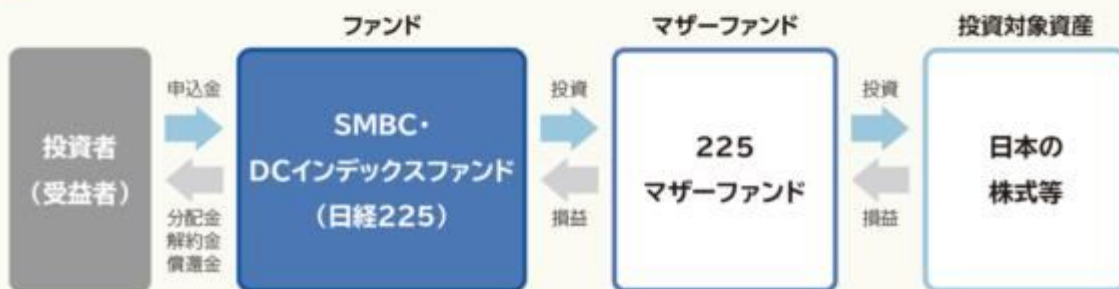 ファンド
マザーファンド
投資対象資産
投資者
(受益者)
申込金
分配金
解約金
償還金
SMBC・
DCインデックスファンド
(日経225)
投資
損益
225
マザーファンド
投資
損益
日本の
株式等